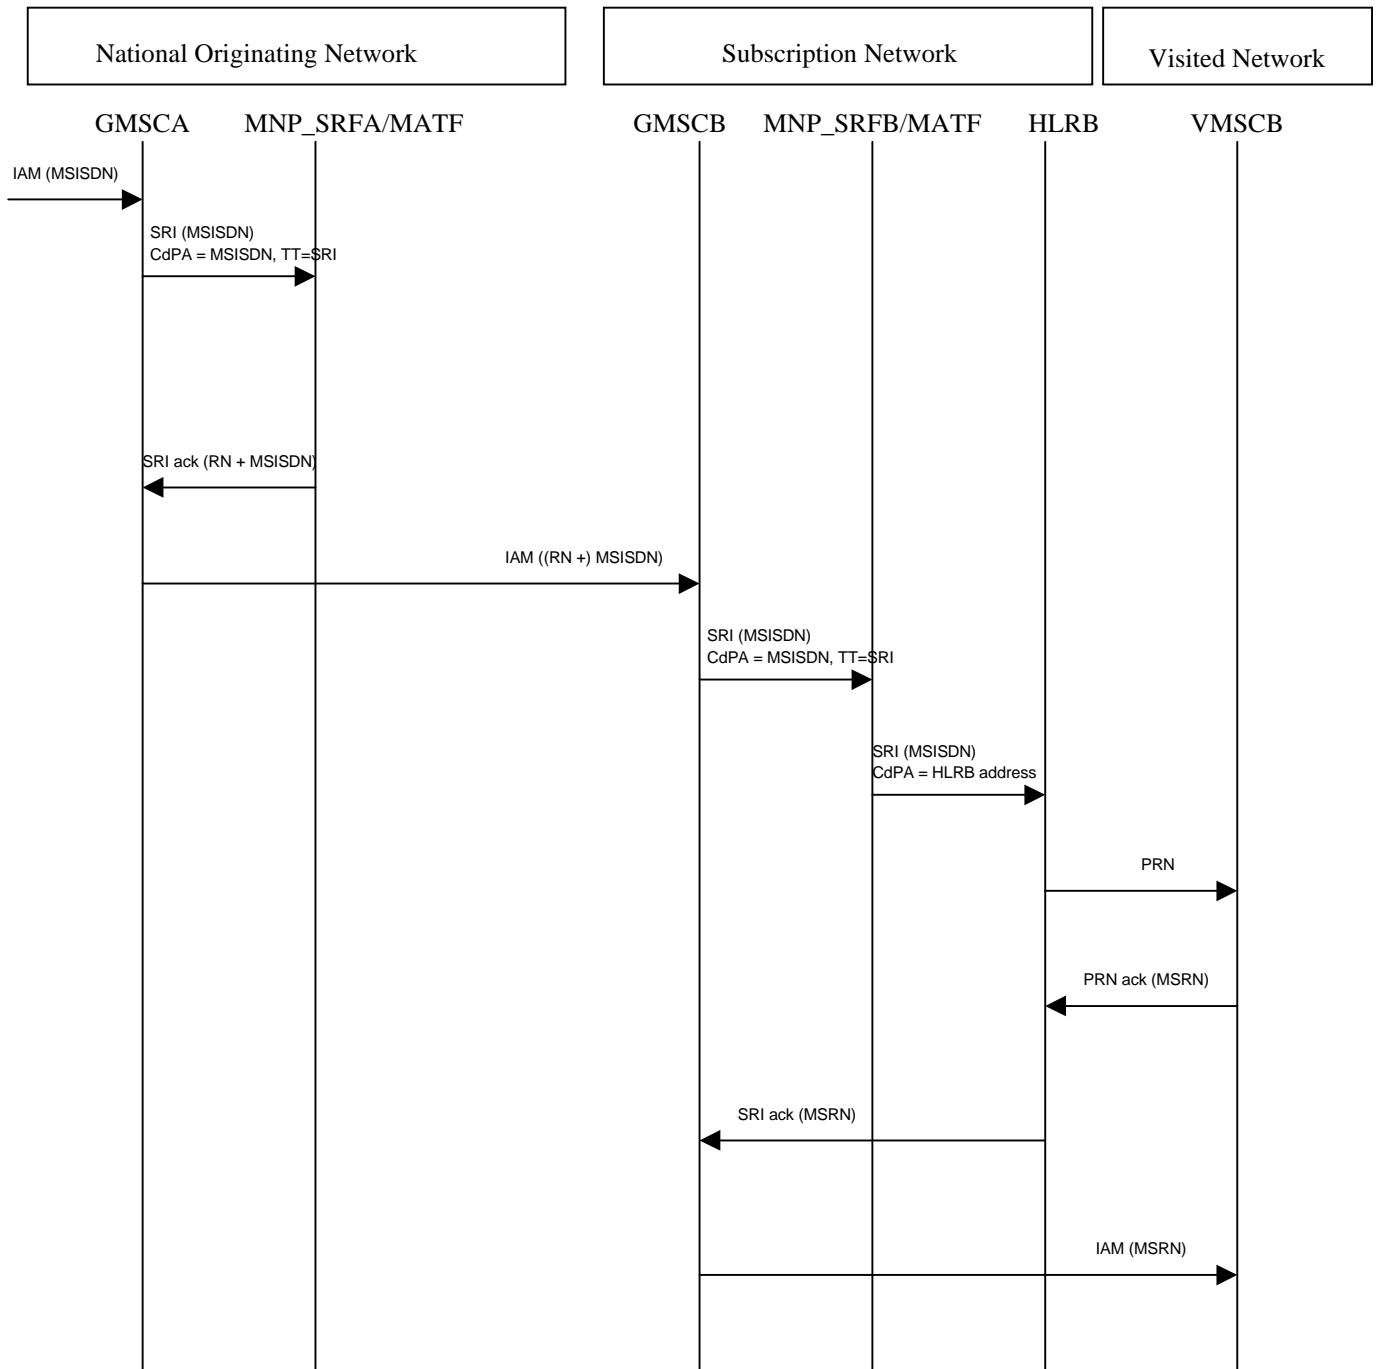 National Originating Network
Subscription Network
Visited Network
GMSCA
MNP_SRFA/MATF
GMSCB
MNP_SRFB/MATF
HLRB
VMSCB
IAM (MSISDN)
SRI (MSISDN)
CdPA = MSISDN, TT=SRI
SRI ack (RN + MSISDN)
IAM ((RN +) MSISDN)
SRI (MSISDN)
CdPA = MSISDN, TT=SRI
SRI (MSISDN)
CdPA = HLRB address
PRN
PRN ack (MSRN)
SRI ack (MSRN)
IAM (MSRN)